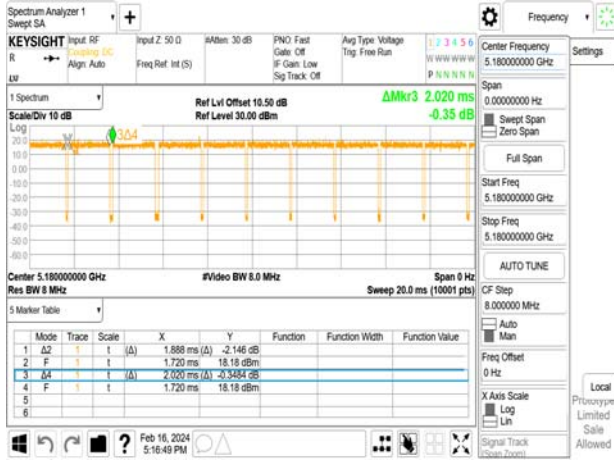 Spectrum Analyzer 1
Swept SA
+
Frequency
KEYSIGHT
R
LV
Input: RF
Coupling: DC
Align: Auto
Input Z: 50 Ω
Freq Ref: Int (S)
#Atten: 30 dB
PNO: Fast
Gate: Off
IF Gain: Low
Sig Track: Off
Avg Type: Voltage
Trig: Free Run
1 2 3 4 5 6
W W W W W W
P N N N N N
1 Spectrum
Scale/Div 10 dB
Ref Lvl Offset 10.50 dB
Ref Level 30.00 dBm
ΔMkr3 2.020 ms
-0.35 dB
Log
20.0
10.0
0.00
-10.0
-20.0
-30.0
-40.0
-50.0
-60.0
3Δ4
Center 5.180000000 GHz
Res BW 8 MHz
#Video BW 8.0 MHz
Span 0 Hz
Sweep 20.0 ms (10001 pts)
5 Marker Table
Mode Trace Scale X Y Function Function Width Function Value
1 Δ2 1 t (Δ) 1.888 ms (Δ) -2.146 dB
2 F 1 t 1.720 ms 18.18 dBm
3 Δ4 1 t (Δ) 2.020 ms (Δ) -0.3484 dB
4 F 1 t 1.720 ms 18.18 dBm
5
6
?
Feb 16, 2024
5:16:49 PM
Center Frequency
5.180000000 GHz
Span
0.00000000 Hz
Swept Span
Zero Span
Full Span
Start Freq
5.180000000 GHz
Stop Freq
5.180000000 GHz
AUTO TUNE
CF Step
8.000000 MHz
Auto
Man
Freq Offset
0 Hz
X Axis Scale
Log
Lin
Signal Track
(Span Zoom)
Settings
Local
Prototype
Limited
Sale
Allowed